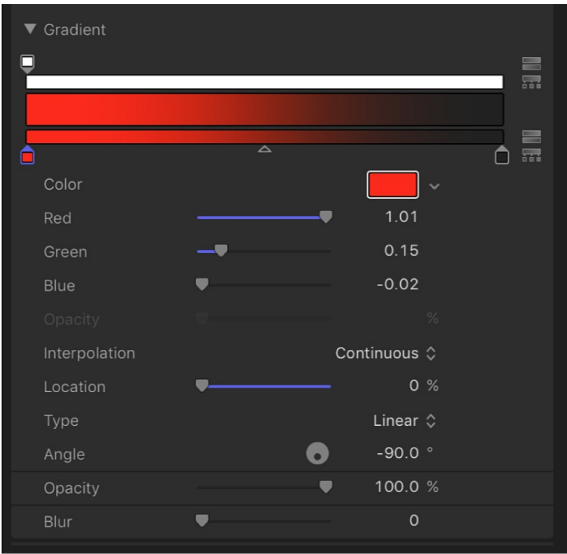 Gradient
Color
Red 1.01
Green 0.15
Blue -0.02
Opacity %
Interpolation Continuous
Location 0 %
Type Linear
Angle -90.0 °
Opacity 100.0 %
Blur 0